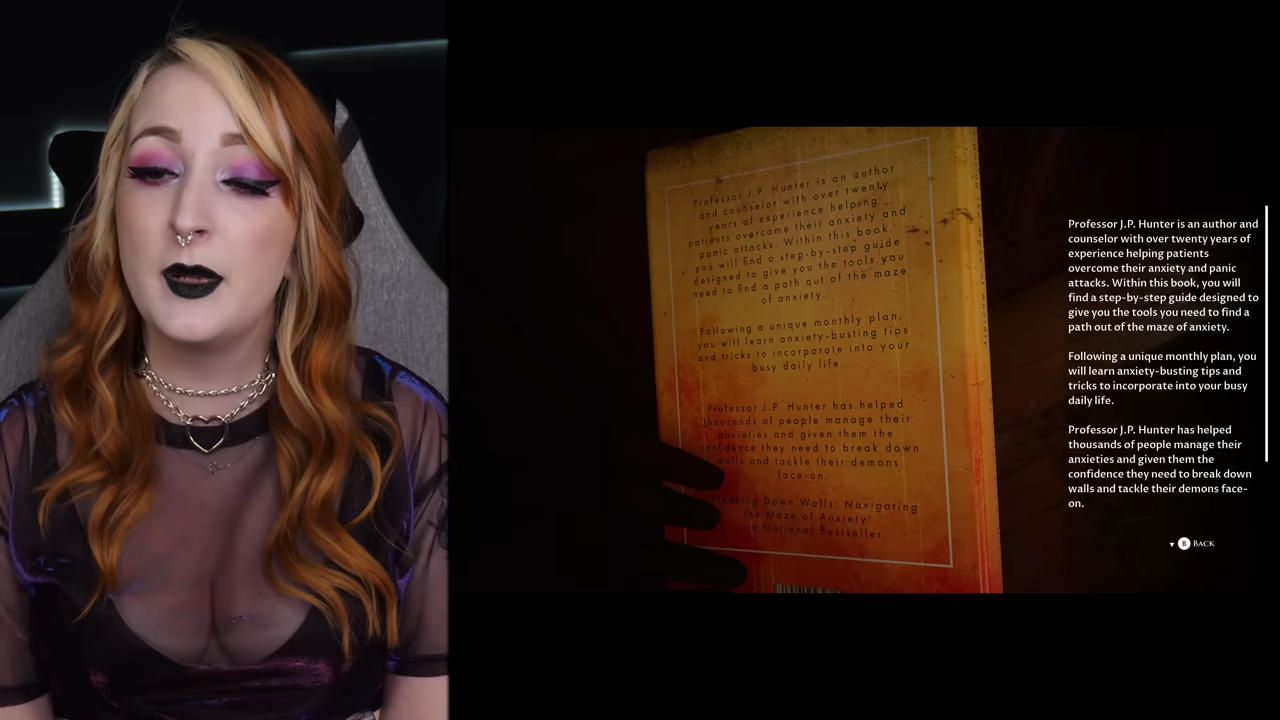 Professor J.P. Hunter is an author
and counselor with over twenty
years of experience helping
patients overcome their anxiety and
panic attacks. Within this book,
you will find a step-by-step guide
designed to give you the tools you
need to find a path out of the maze
of anxiety.
Following a unique monthly plan,
you will learn anxiety-busting tips
and tricks to incorporate into your
busy daily life.
Professor J.P. Hunter has helped
thousands of people manage their
anxieties and given them the
confidence they need to break down
walls and tackle their demons
face-on.
Breaking Down Walls: Navigating
the Maze of Anxiety'
is a National Bestseller.
Professor J.P. Hunter is an author and
counselor with over twenty years of
experience helping patients
overcome their anxiety and panic
attacks. Within this book, you will
find a step-by-step guide designed to
give you the tools you need to find a
path out of the maze of anxiety.
Following a unique monthly plan, you
will learn anxiety-busting tips and
tricks to incorporate into your busy
daily life.
Professor J.P. Hunter has helped
thousands of people manage their
anxieties and given them the
confidence they need to break down
walls and tackle their demons face-
on.
B BACK